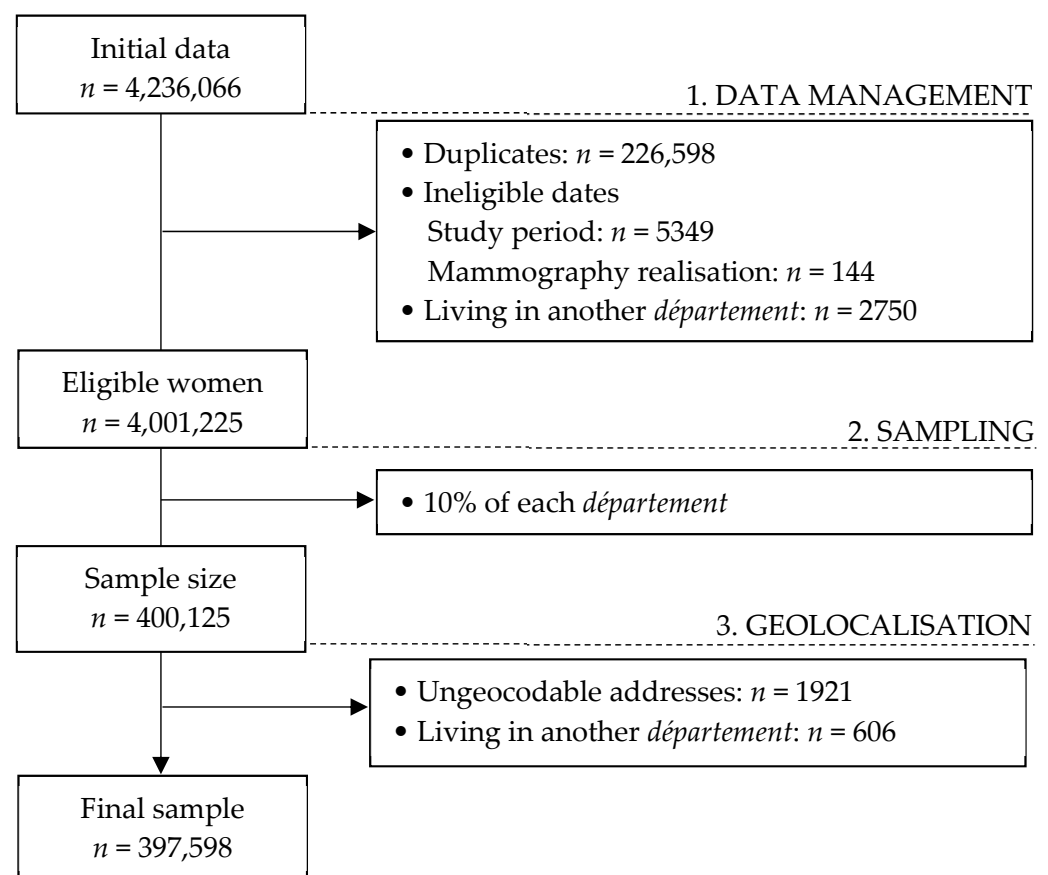 Initial data
n = 4,236,066
1. DATA MANAGEMENT
• Duplicates: n = 226,598
• Ineligible dates
Study period: n = 5349
Mammography realisation: n = 144
• Living in another département: n = 2750
Eligible women
n = 4,001,225
2. SAMPLING
• 10% of each département
Sample size
n = 400,125
3. GEOLOCALISATION
• Ungeocodable addresses: n = 1921
• Living in another département: n = 606
Final sample
n = 397,598